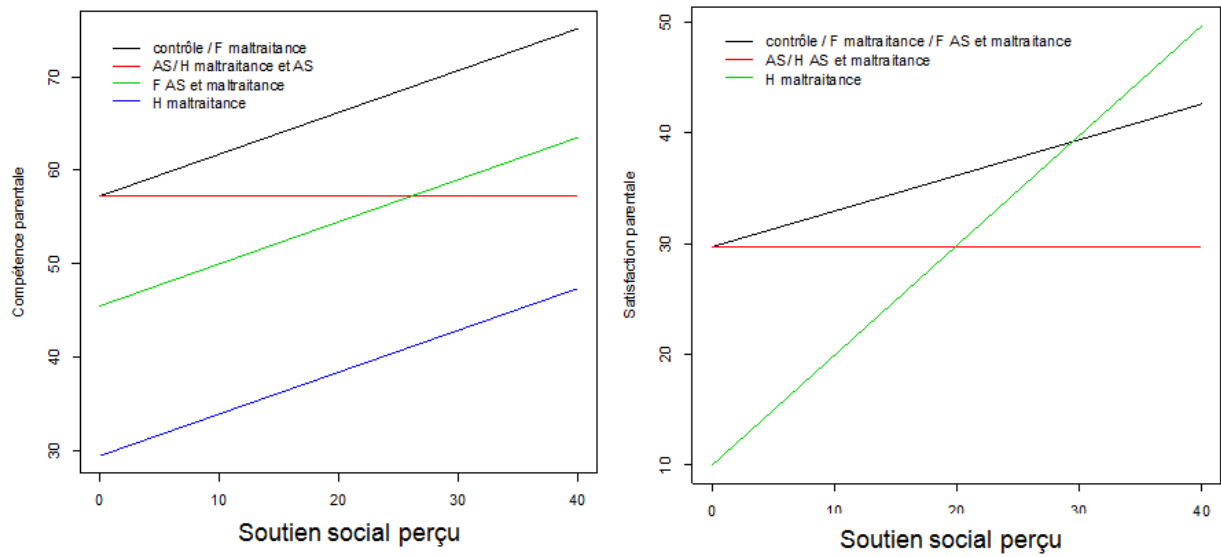 contrôle / F maltraitance
AS/ H maltraitance et AS
F AS et maltraitance
H maltraitance
Compétence parentale
70
60
50
40
30
0 10 20 30 40
Soutien social perçu
contrôle / F maltraitance / F AS et maltraitance
AS/ H AS et maltraitance
H maltraitance
Satisfaction parentale
50
40
30
20
10
0 10 20 30 40
Soutien social perçu